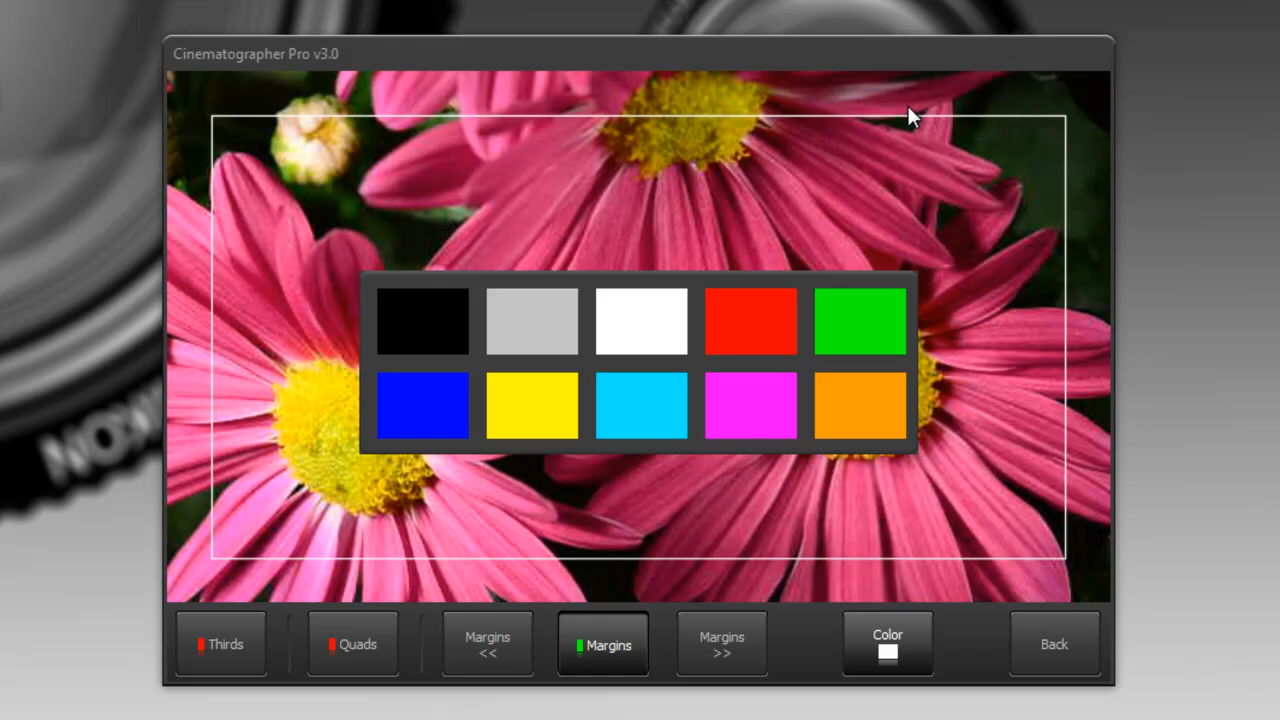 Cinematographer Pro v3.0
Thirds
Quads
Margins
<<
Margins
Margins
>>
Color
Back